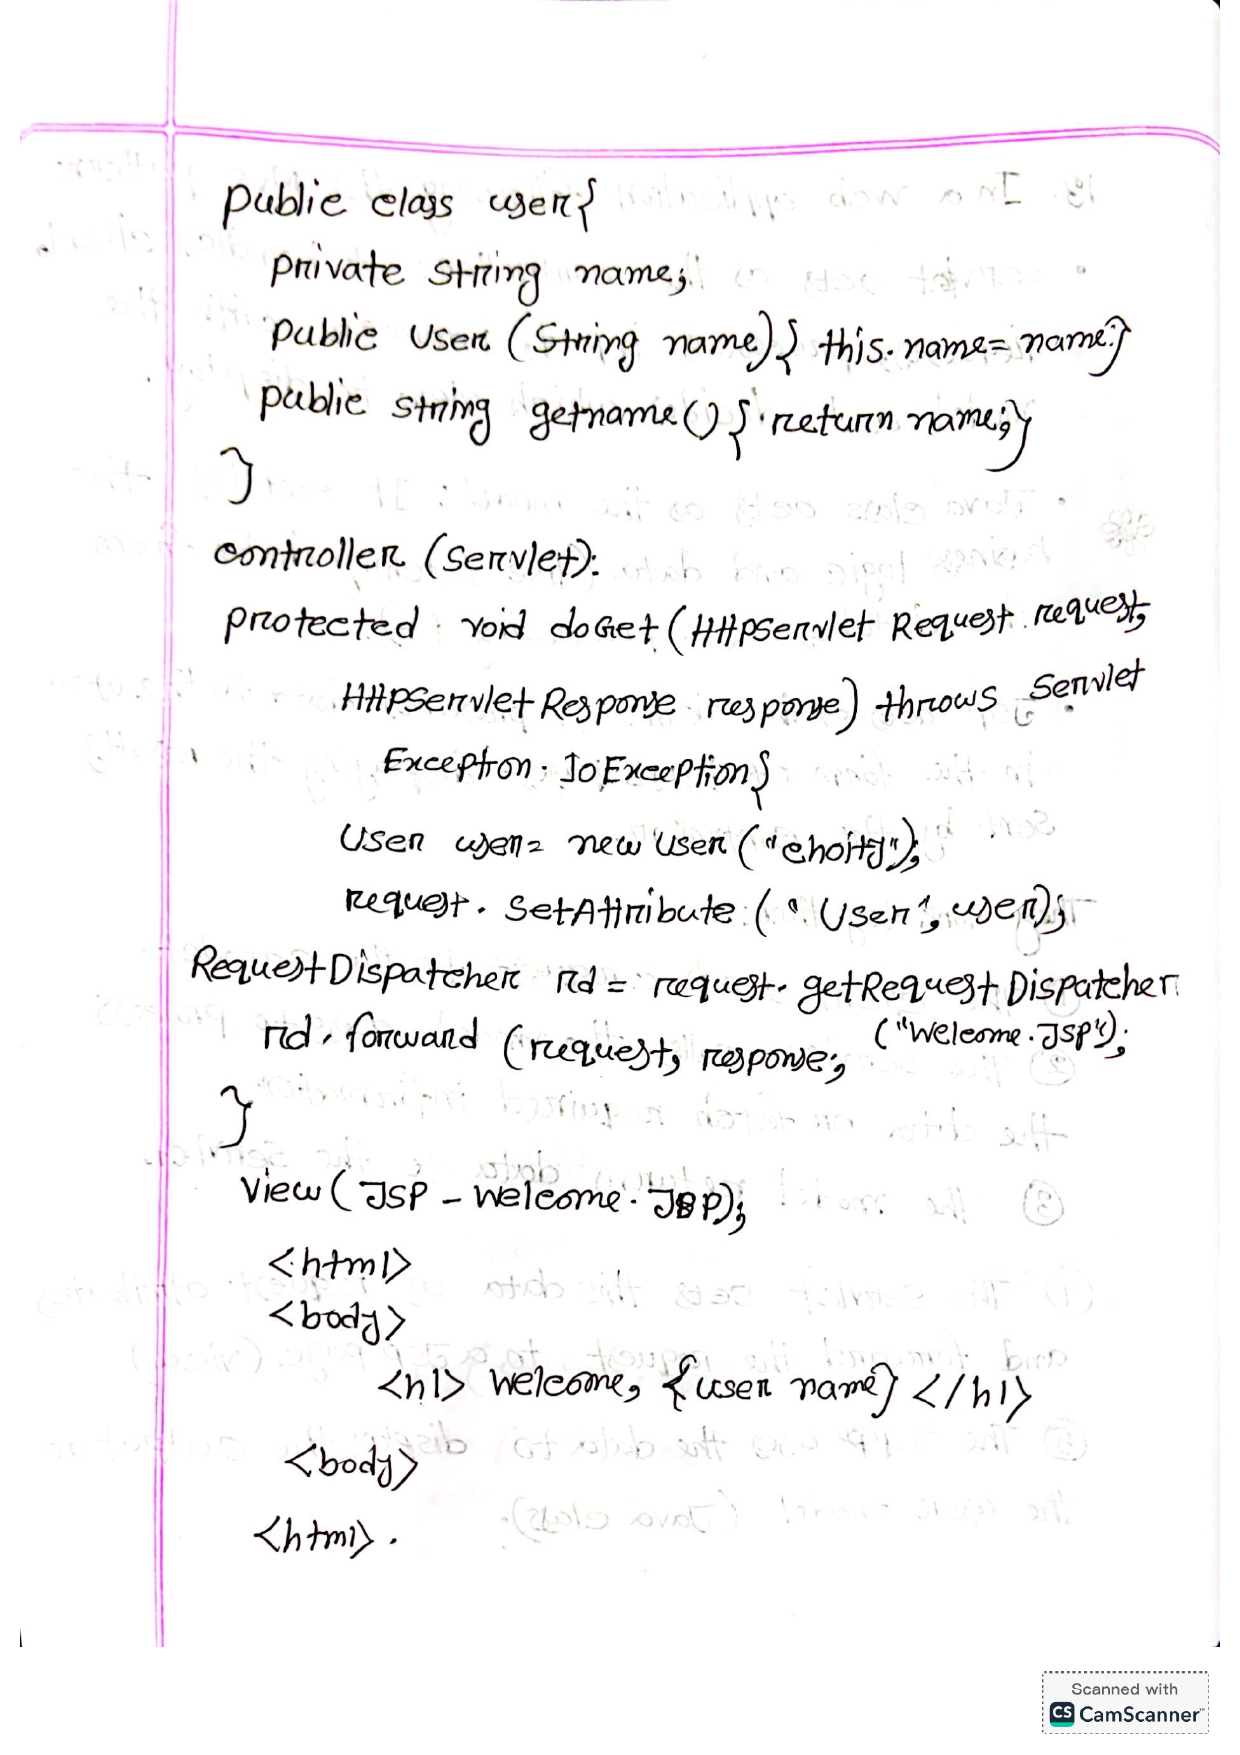 public class user{
private string name;
public User (String name){ this.name= name;}
public string getname() { return name;}
}
controller (Servlet):
protected void doGet (HttpServlet Request request,
HttpServlet Response response) throws Servlet
Exception. IoException{
User user= new User ("choity");
request. SetAttribute ("User", user);
RequestDispatcher rd = request. getRequestDispatcher
("Welcome.JSP");
rd. forward (request, response;
}
View (JSP - Welcome. JSP);
<html>
<body>
<h1> Welcome, {user name} </h1>
<body>
<html>.
Scanned with
CS CamScanner